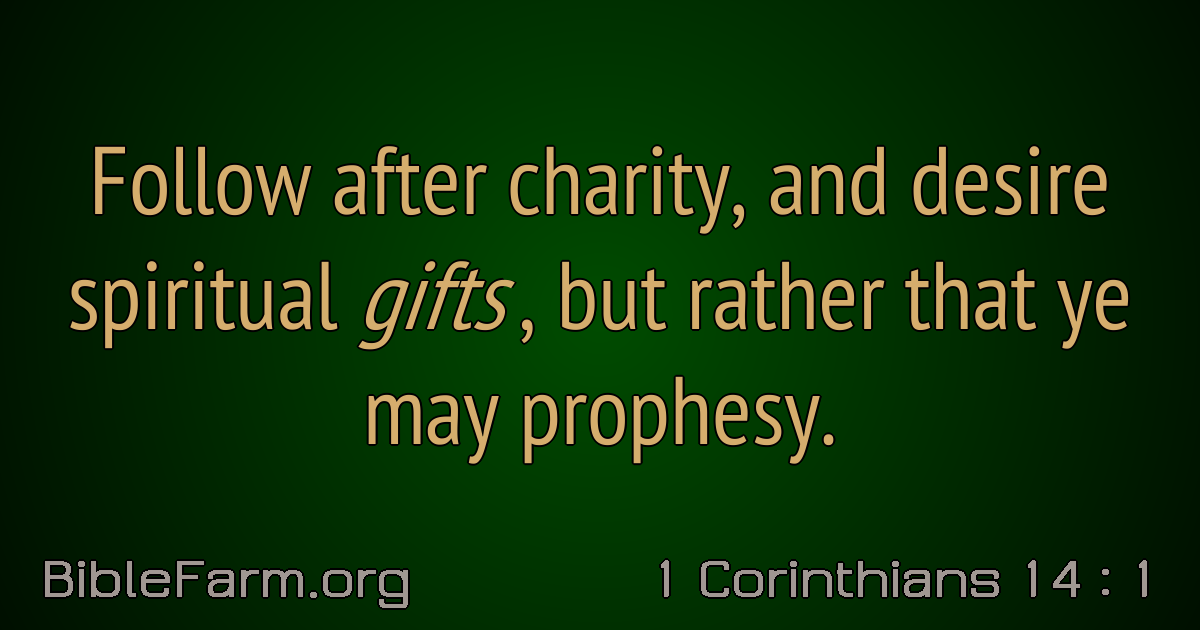 Follow after charity, and desire
spiritual gifts, but rather that ye
may prophesy.
BibleFarm.org
1 Corinthians 14 : 1